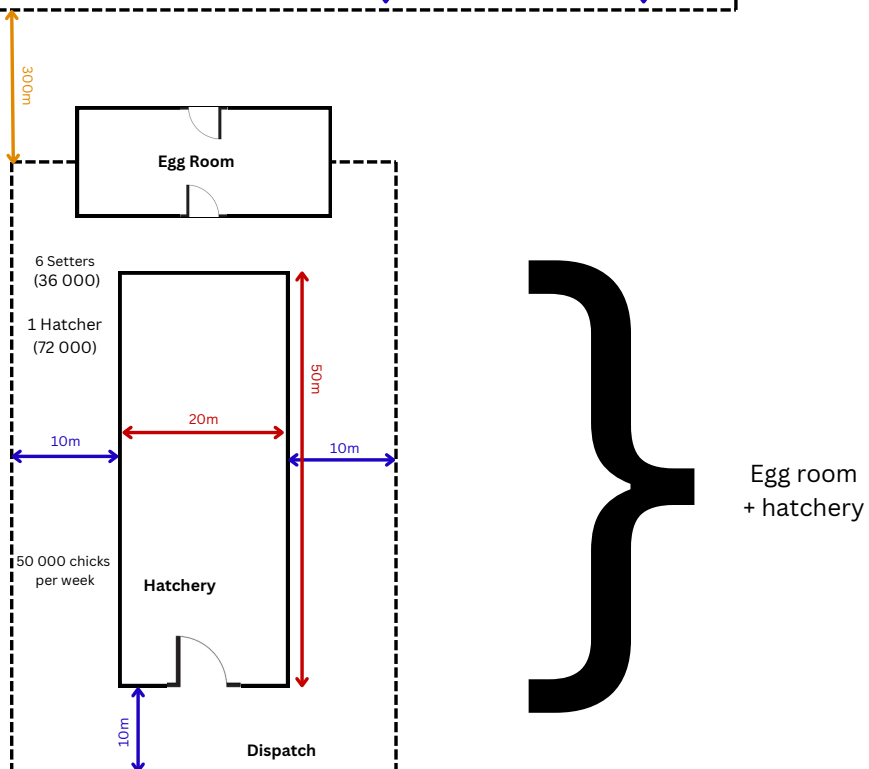 300m
Egg Room
6 Setters
(36 000)
1 Hatcher
(72 000)
50m
20m
10m
10m
Egg room
+ hatchery
50 000 chicks
per week
Hatchery
10m
Dispatch